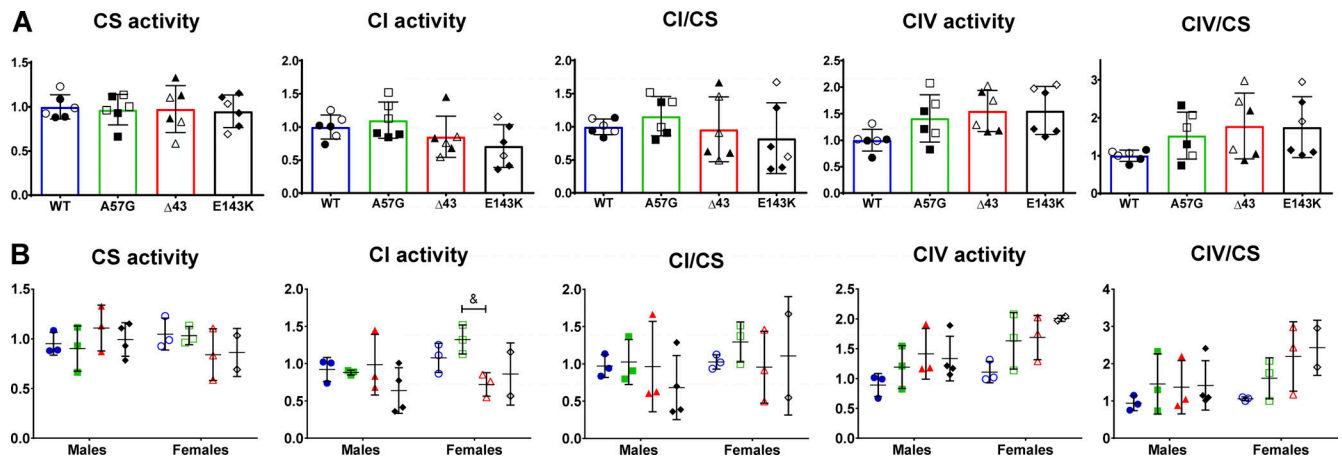 A
CS activity
CI activity
CI/CS
CIV activity
CIV/CS
1.5
1.0
0.5
0.0
WT
A57G
Δ43
E143K
2.0
1.5
1.0
0.5
0.0
WT
A57G
Δ43
E143K
2.0
1.5
1.0
0.5
0.0
WT
A57G
Δ43
E143K
2.5
2.0
1.5
1.0
0.5
0.0
WT
A57G
Δ43
E143K
3
2
1
0
WT
A57G
Δ43
E143K
B
CS activity
CI activity
CI/CS
CIV activity
CIV/CS
1.5
1.0
0.5
0.0
Males
Females
2.0
1.5
1.0
0.5
0.0
&
Males
Females
2.0
1.5
1.0
0.5
0.0
Males
Females
2.5
2.0
1.5
1.0
0.5
0.0
Males
Females
4
3
2
1
0
Males
Females